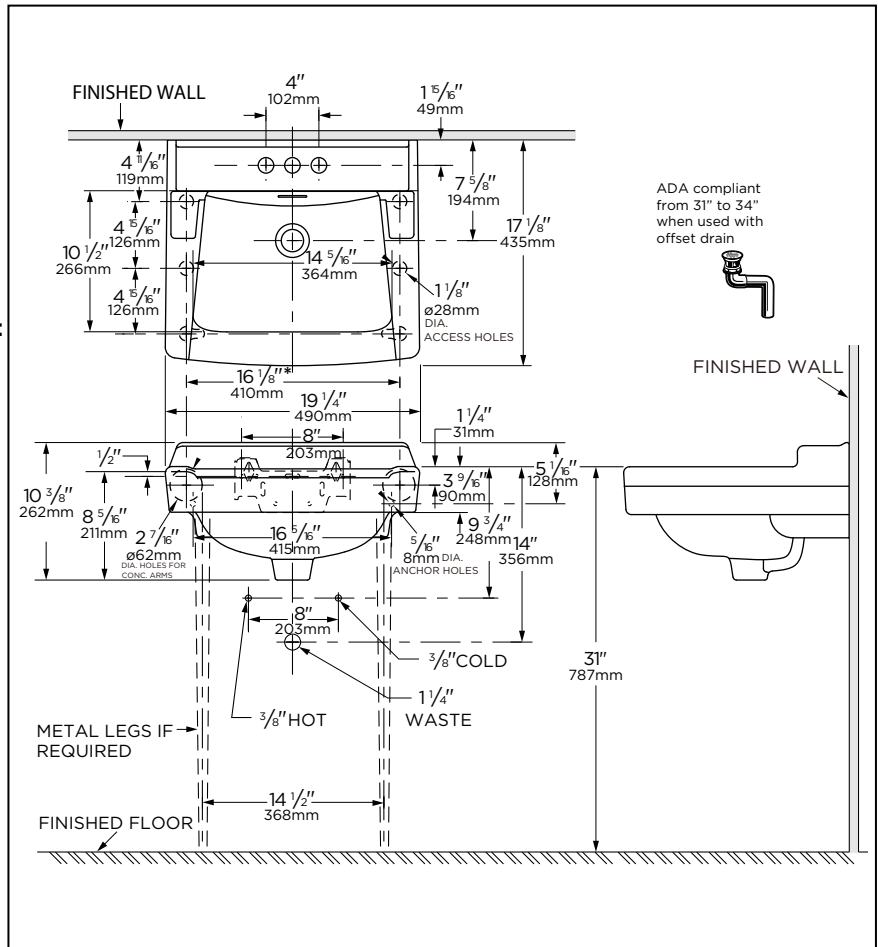 FINISHED WALL
4"
102mm
1 15/16"
49mm
4 11/16"
119mm
7 5/8"
194mm
17 1/8"
435mm
ADA compliant
from 31" to 34"
when used with
offset drain
4 15/16"
126mm
10 1/2"
266mm
14 5/16"
364mm
4 15/16"
126mm
1 1/8"
ø28mm
DIA.
ACCESS HOLES
16 1/8"*
410mm
19 1/4"
490mm
FINISHED WALL
8"
203mm
1 1/4"
31mm
1/2"
5 1/16"
128mm
10 3/8"
262mm
8 5/16"
211mm
3 9/16"
90mm
2 7/16"
ø62mm
DIA. HOLES FOR
CONC. ARMS
16 5/16"
415mm
5/16"
8mm DIA.
ANCHOR HOLES
9 3/4"
248mm
14"
356mm
8"
203mm
3/8" COLD
31"
787mm
1 1/4"
WASTE
3/8" HOT
METAL LEGS IF
REQUIRED
14 1/2"
368mm
FINISHED FLOOR